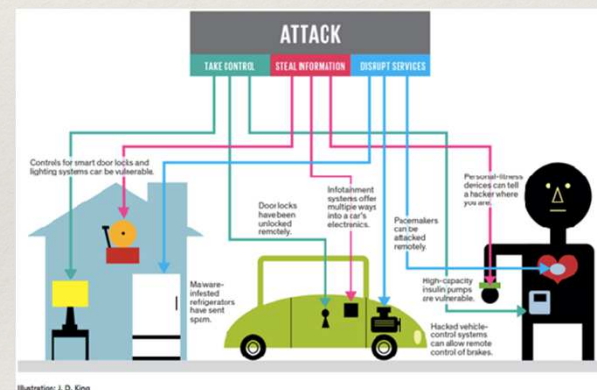 ATTACK
TAKE CONTROL
STEAL INFORMATION
DISRUPT SERVICES
Controls for smart door locks and
lighting systems can be vulnerable.
Door locks
have been
unlocked
remotely.
Infotainment
systems offer
multiple ways
into a car's
electronics.
Pacemakers
can be
attacked
remotely.
Personal-fitness
devices can tell
a hacker where
you are.
Malware-
infested
refrigerators
have sent
spam.
High-capacity
insulin pumps
are vulnerable.
Hacked vehicle-
control systems
can allow remote
control of brakes.
Illustration: J. D. King